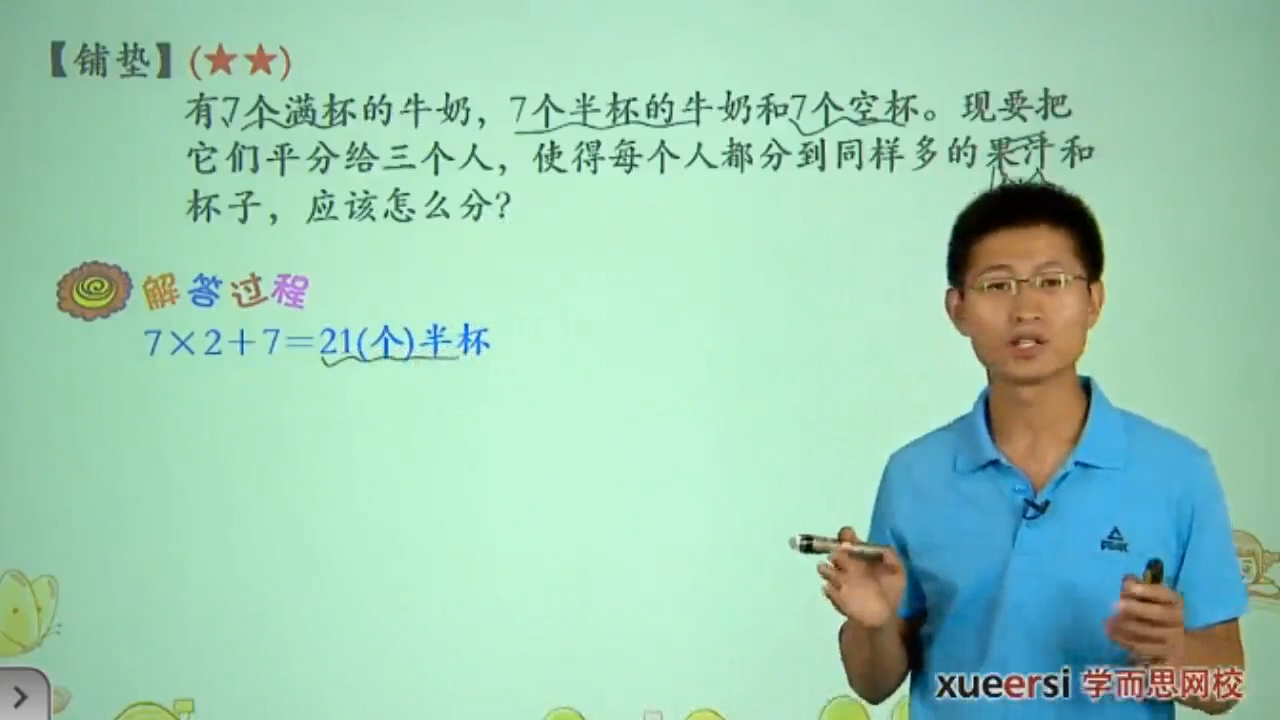 【铺垫】(★★)
有7个满杯的牛奶，7个半杯的牛奶和7个空杯。现要把
它们平分给三个人，使得每个人都分到同样多的果汁和
杯子，应该怎么分？
解答过程
7×2+7=21(个)半杯
PEAK
xueersi 学而思网校